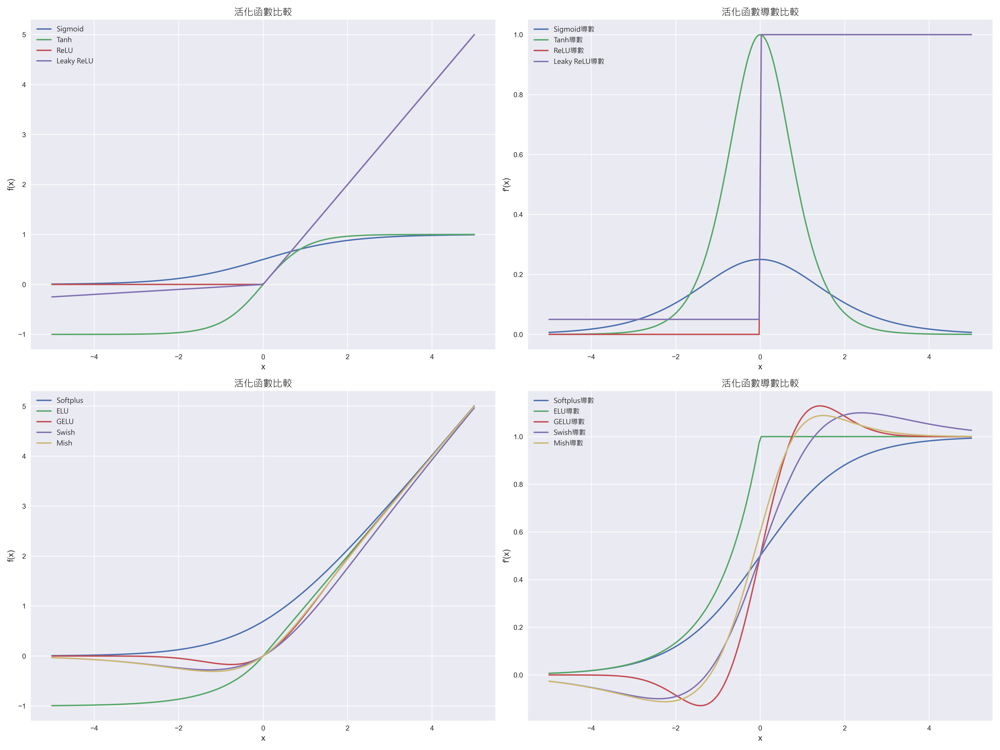 活化函數比較
Sigmoid
Tanh
ReLU
Leaky ReLU
5
4
3
2
1
0
−1
f(x)
−4
−2
0
2
4
x
活化函數導數比較
Sigmoid導數
Tanh導數
ReLU導數
Leaky ReLU導數
1.0
0.8
0.6
0.4
0.2
0.0
f'(x)
−4
−2
0
2
4
x
活化函數比較
Softplus
ELU
GELU
Swish
Mish
5
4
3
2
1
0
−1
f(x)
−4
−2
0
2
4
x
活化函數導數比較
Softplus導數
ELU導數
GELU導數
Swish導數
Mish導數
1.0
0.8
0.6
0.4
0.2
0.0
f'(x)
−4
−2
0
2
4
x